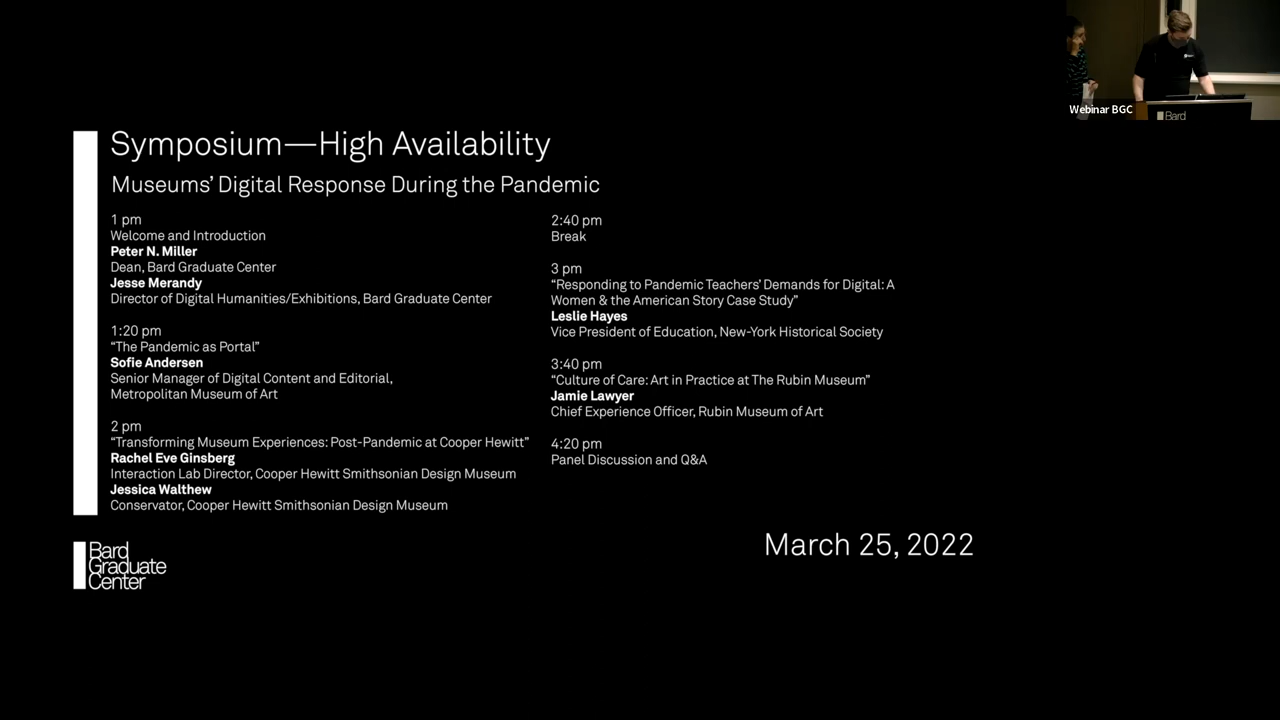 Webinar BGC
Bard
Symposium—High Availability
Museums’ Digital Response During the Pandemic
1 pm
Welcome and Introduction
Peter N. Miller
Dean, Bard Graduate Center
Jesse Merandy
Director of Digital Humanities/Exhibitions, Bard Graduate Center
1:20 pm
“The Pandemic as Portal”
Sofie Andersen
Senior Manager of Digital Content and Editorial,
Metropolitan Museum of Art
2 pm
“Transforming Museum Experiences: Post-Pandemic at Cooper Hewitt”
Rachel Eve Ginsberg
Interaction Lab Director, Cooper Hewitt Smithsonian Design Museum
Jessica Walthew
Conservator, Cooper Hewitt Smithsonian Design Museum
2:40 pm
Break
3 pm
“Responding to Pandemic Teachers’ Demands for Digital: A
Women & the American Story Case Study”
Leslie Hayes
Vice President of Education, New-York Historical Society
3:40 pm
“Culture of Care: Art in Practice at The Rubin Museum”
Jamie Lawyer
Chief Experience Officer, Rubin Museum of Art
4:20 pm
Panel Discussion and Q&A
March 25, 2022
Bard
Graduate
Center